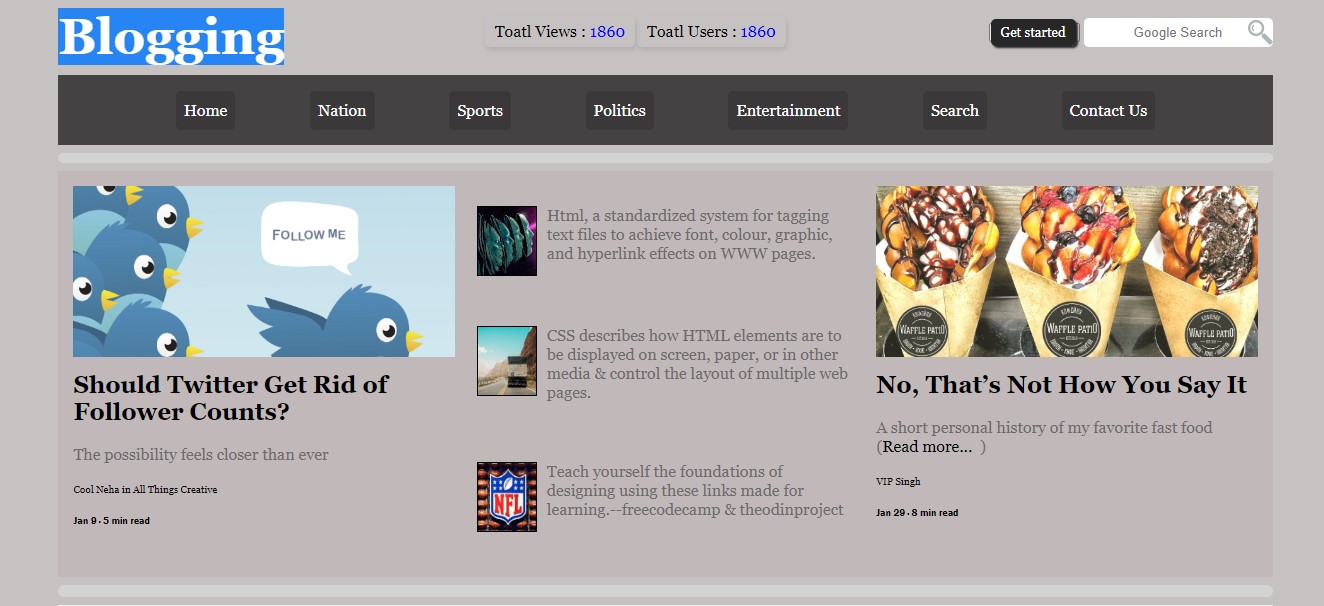 Blogging
Toatl Views : 1860
Toatl Users : 1860
Get started
Google Search
Home
Nation
Sports
Politics
Entertainment
Search
Contact Us
FOLLOW ME
Should Twitter Get Rid of
Follower Counts?
The possibility feels closer than ever
Cool Neha in All Things Creative
Jan 9 · 5 min read
Html, a standardized system for tagging
text files to achieve font, colour, graphic,
and hyperlink effects on WWW pages.
CSS describes how HTML elements are to
be displayed on screen, paper, or in other
media & control the layout of multiple web
pages.
NFL
Teach yourself the foundations of
designing using these links made for
learning.--freecodecamp & theodinproject
WAFFLE PATIO
WAFFLE PATIO
WAFFLE PATIO
No, That’s Not How You Say It
A short personal history of my favorite fast food
(Read more... )
VIP Singh
Jan 29 · 8 min read